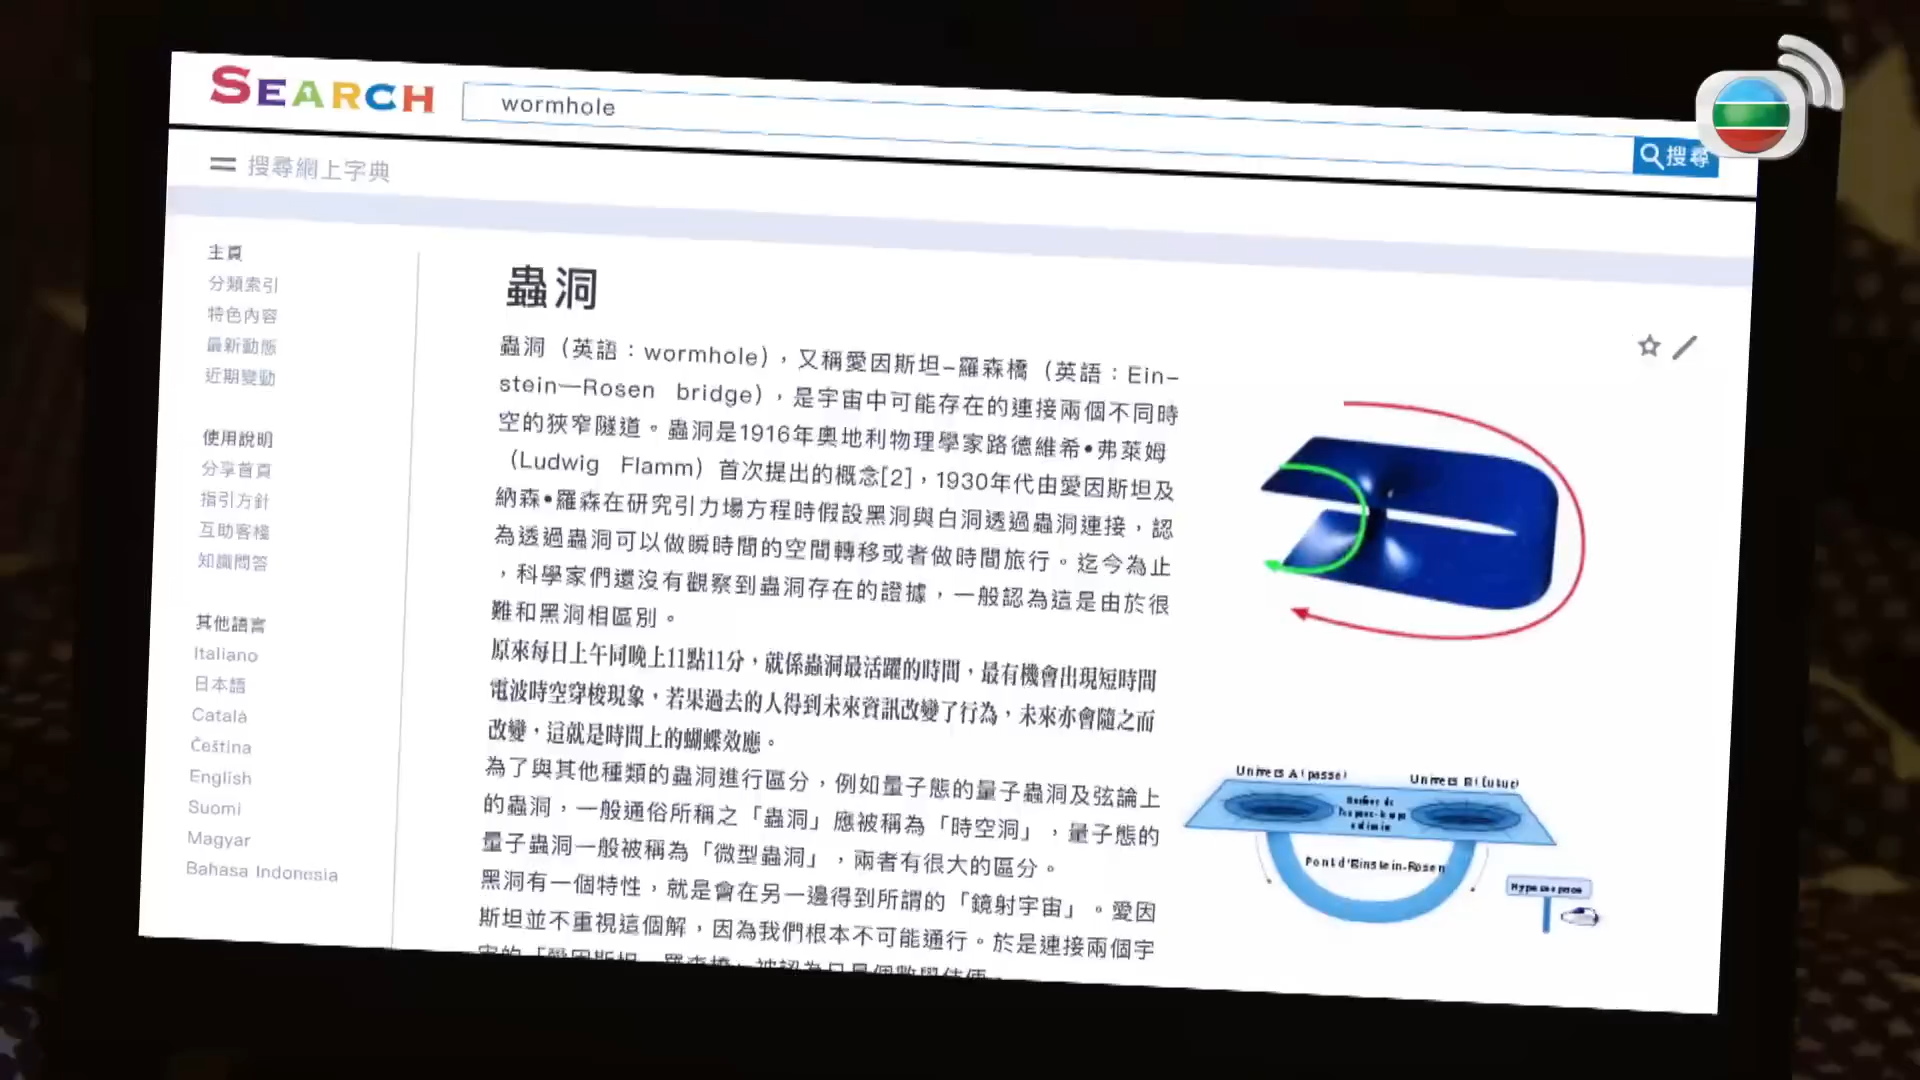 SEARCH
wormhole
搜尋
搜尋網上字典
主頁
分類索引
特色內容
最新動態
近期變動
使用說明
分享首頁
指引方針
互助客棧
知識問答
其他語言
Italiano
日本語
Català
Čeština
English
Suomi
Magyar
Bahasa Indonesia
蟲洞
蟲洞（英語：wormhole），又稱愛因斯坦–羅森橋（英語：Ein–
stein—Rosen bridge），是宇宙中可能存在的連接兩個不同時
空的狹窄隧道。蟲洞是1916年奧地利物理學家路德維希•弗萊姆
（Ludwig Flamm）首次提出的概念[2]，1930年代由愛因斯坦及
納森•羅森在研究引力場方程時假設黑洞與白洞透過蟲洞連接，認
為透過蟲洞可以做瞬時間的空間轉移或者做時間旅行。迄今為止
，科學家們還沒有觀察到蟲洞存在的證據，一般認為這是由於很
難和黑洞相區別。
原來每日上午同晚上11點11分，就係蟲洞最活躍的時間，最有機會出現短時間
電波時空穿梭現象，若果過去的人得到未來資訊改變了行為，未來亦會隨之而
改變，這就是時間上的蝴蝶效應。
為了與其他種類的蟲洞進行區分，例如量子態的量子蟲洞及弦論上
的蟲洞，一般通俗所稱之「蟲洞」應被稱為「時空洞」，量子態的
量子蟲洞一般被稱為「微型蟲洞」，兩者有很大的區分。
黑洞有一個特性，就是會在另一邊得到所謂的「鏡射宇宙」。愛因
斯坦並不重視這個解，因為我們根本不可能通行。於是連接兩個宇
Univers A (passé)
Univers B (futur)
Pont d'Einstein-Rosen